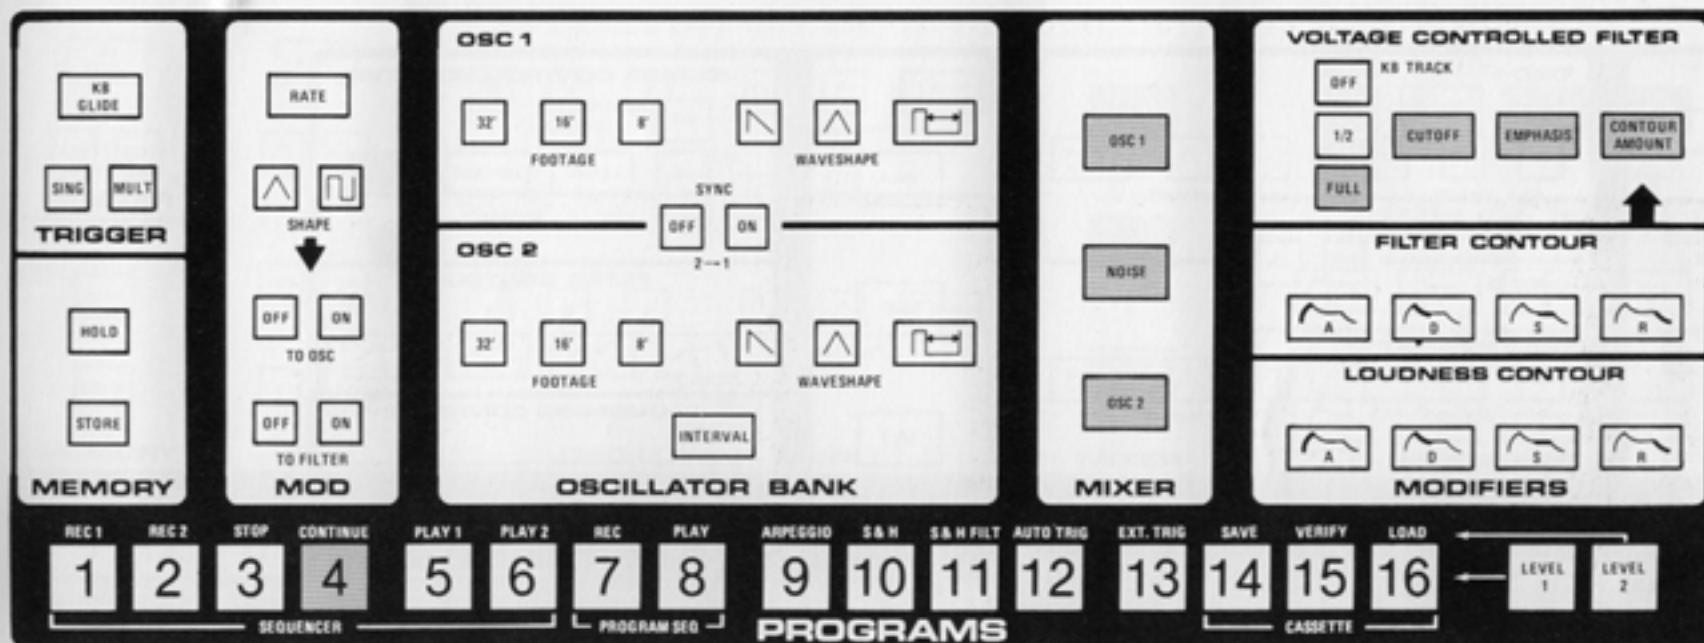 KB GLIDE
SING MULT
TRIGGER
HOLD
STORE
MEMORY
RATE
SHAPE
OFF ON
TO OSC
OFF ON
TO FILTER
MOD
OSC 1
32' 16' 8'
FOOTAGE
WAVESHAPE
SYNC
OFF ON
2→1
OSC 2
32' 16' 8'
FOOTAGE
WAVESHAPE
INTERVAL
OSCILLATOR BANK
OSC 1
NOISE
OSC 2
MIXER
VOLTAGE CONTROLLED FILTER
KB TRACK
OFF
1/2
FULL
CUTOFF
EMPHASIS
CONTOUR
AMOUNT
FILTER CONTOUR
A D S R
LOUDNESS CONTOUR
A D S R
MODIFIERS
REC 1 REC 2 STOP CONTINUE PLAY 1 PLAY 2 REC PLAY ARPEGGIO S & H S & H FILT AUTO TRIG EXT. TRIG SAVE VERIFY LOAD
1 2 3 4 5 6 7 8 9 10 11 12 13 14 15 16
LEVEL 1
LEVEL 2
SEQUENCER
PROGRAM SEQ
PROGRAMS
CASSETTE